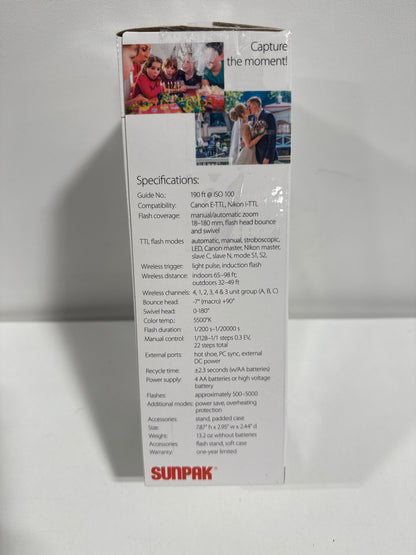 Capture
the moment!
Specifications:
Guide No.: 190 ft @ ISO 100
Compatibility: Canon E-TTL, Nikon i-TTL
Flash coverage: manual/automatic zoom
18–180 mm, flash head bounce
and swivel
TTL flash modes automatic, manual, stroboscopic,
LED, Canon master, Nikon master,
slave C, slave N, mode S1, S2,
Wireless trigger: light pulse, induction flash
Wireless distance: indoors 65–98 ft;
outdoors 32–49 ft
Wireless channels: 4, 1, 2, 3, 4 & 3 unit group (A, B, C)
Bounce head: -7° (macro) +90°
Swivel head: 0-180°
Color temp.: 5500°K
Flash duration: 1/200 s–1/20000 s
Manual control: 1/128–1/1 steps 0.3 EV,
22 steps total
External ports: hot shoe, PC sync, external
DC power
Recycle time: ±2.3 seconds (w/AA batteries)
Power supply: 4 AA batteries or high voltage
battery
Flashes: approximately 500–5000
Additional modes: power save, overheating
protection
Accessories: stand, padded case
Size: 7.87" h x 2.95" w x 2.44" d
Weight: 13.2 oz without batteries
Accessories: flash stand, soft case
Warranty: one-year limited
SUNPAK®